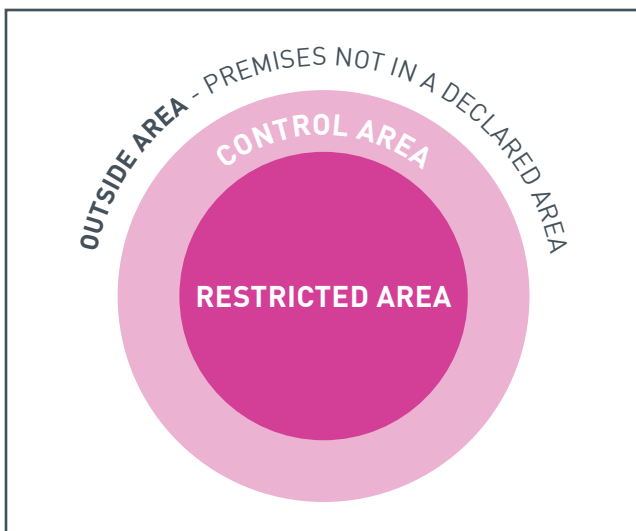 OUTSIDE AREA - PREMISES NOT IN A DECLARED AREA
CONTROL AREA
RESTRICTED AREA